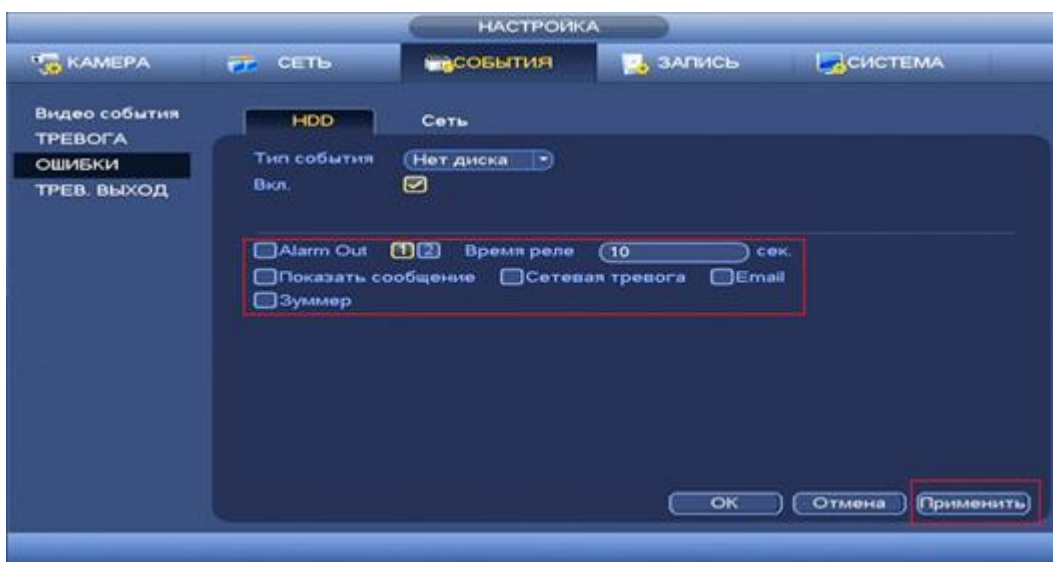 НАСТРОЙКА
КАМЕРА СЕТЬ СОБЫТИЯ ЗАПИСЬ СИСТЕМА
Видео события
ТРЕВОГА
ОШИБКИ
ТРЕВ. ВЫХОД
HDD Сеть
Тип события Нет диска
Вкл.
Alarm Out 1 2 Время реле 10 сек.
Показать сообщение Сетевая тревога Email
Зуммер
OK Отмена Применить